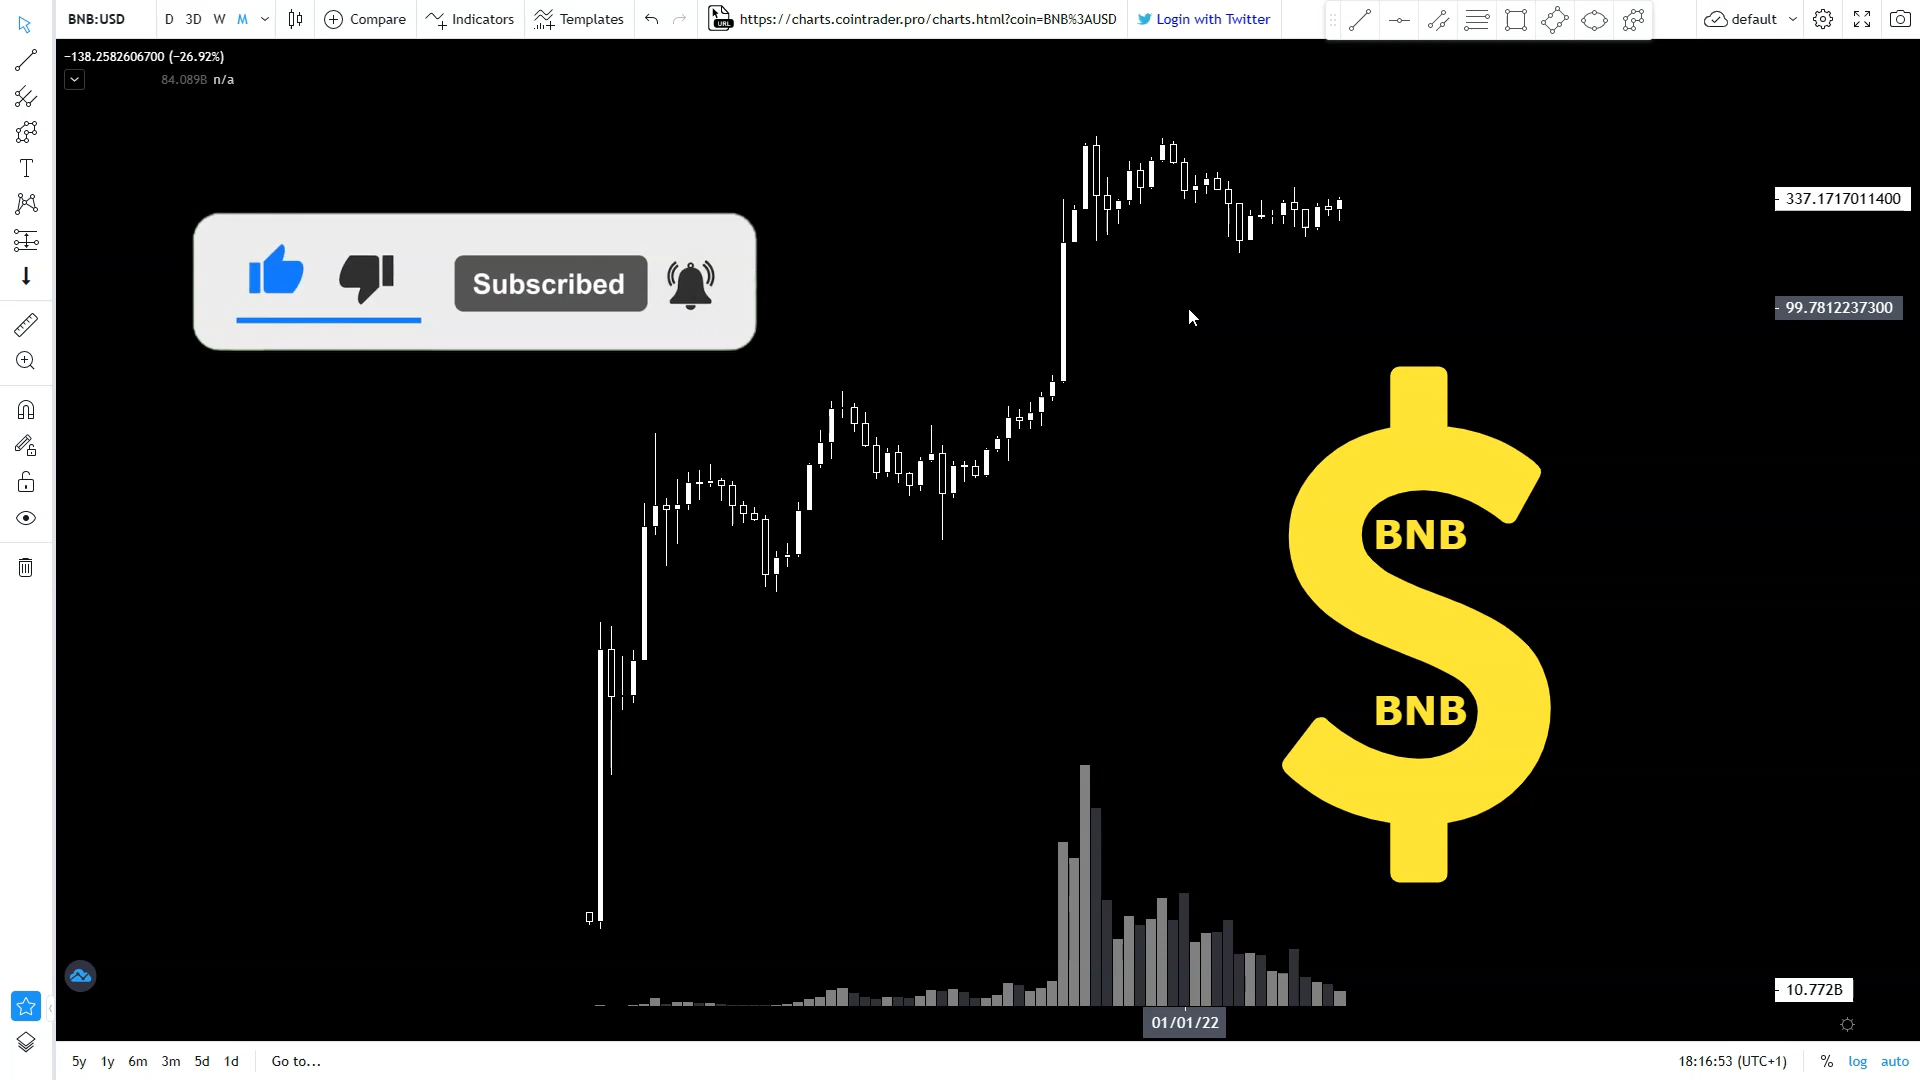 BNB:USD D 3D W M Compare Indicators Templates https://charts.cointrader.pro/charts.html?coin=BNB%3AUSD Login with Twitter default
URL
−138.2582606700 (−26.92%)
84.089B n/a
337.1717011400
Subscribed
99.7812237300
BNB
BNB
10.772B
01/01/22
5y 1y 6m 3m 5d 1d Go to... 18:16:53 (UTC+1) % log auto